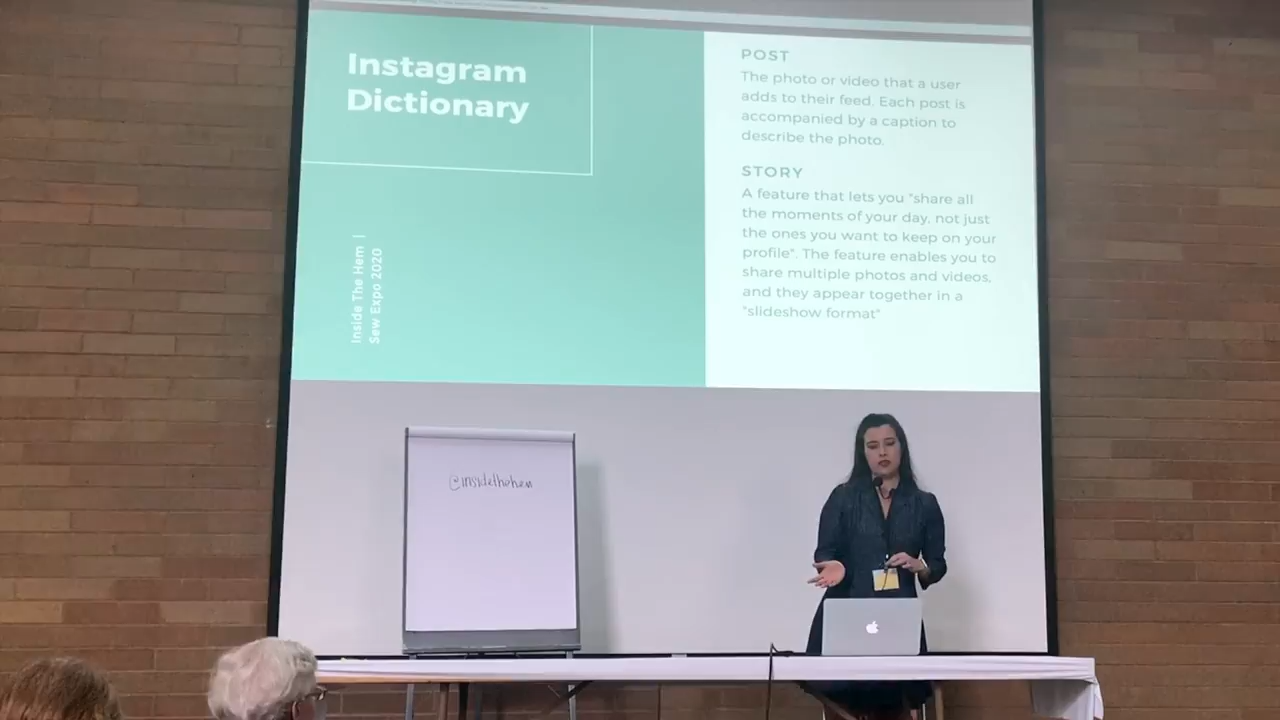 Instagram
Dictionary
Inside The Hem |
Sew Expo 2020
POST
The photo or video that a user
adds to their feed. Each post is
accompanied by a caption to
describe the photo.
STORY
A feature that lets you "share all
the moments of your day, not just
the ones you want to keep on your
profile". The feature enables you to
share multiple photos and videos,
and they appear together in a
"slideshow format"
@insidethehem